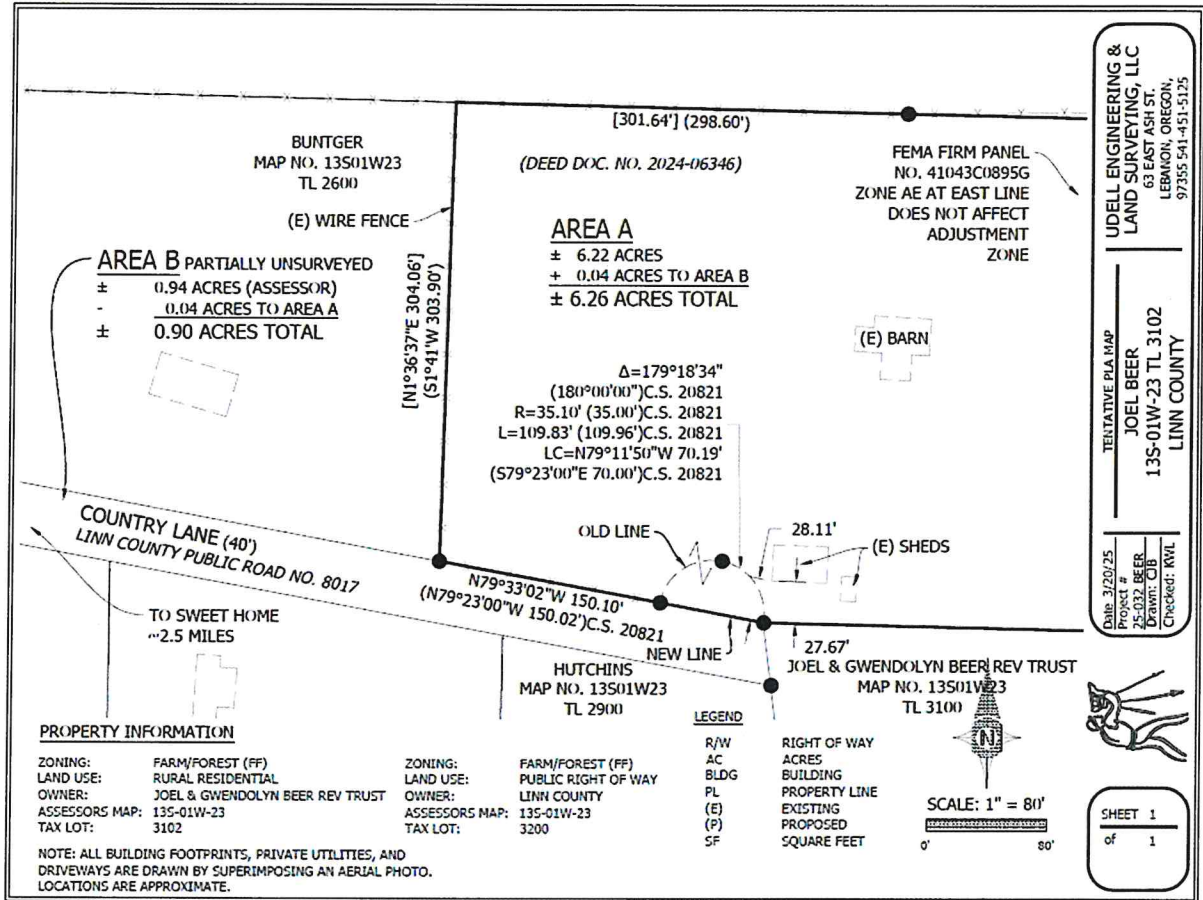 [301.64'] (298.60')
BUNTGER
MAP NO. 13S01W23
TL 2600
(DEED DOC. NO. 2024-06346)
FEMA FIRM PANEL
NO. 41043C0895G
ZONE AE AT EAST LINE
DOES NOT AFFECT
ADJUSTMENT
ZONE
(E) WIRE FENCE
AREA A
± 6.22 ACRES
+ 0.04 ACRES TO AREA B
± 6.26 ACRES TOTAL
AREA B PARTIALLY UNSURVEYED
± 0.94 ACRES (ASSESSOR)
- 0.04 ACRES TO AREA A
± 0.90 ACRES TOTAL
[N1°36'37"E 304.06']
(S1°41'W 303.90')
(E) BARN
Δ=179°18'34"
(180°00'00")C.S. 20821
R=35.10' (35.00')C.S. 20821
L=109.83' (109.96')C.S. 20821
LC=N79°11'50"W 70.19'
(S79°23'00"E 70.00')C.S. 20821
OLD LINE
28.11'
(E) SHEDS
COUNTRY LANE (40')
LINN COUNTY PUBLIC ROAD NO. 8017
N79°33'02"W 150.10'
(N79°23'00"W 150.02')C.S. 20821
TO SWEET HOME
~2.5 MILES
NEW LINE
27.67'
HUTCHINS
MAP NO. 13S01W23
TL 2900
JOEL & GWENDOLYN BEER REV TRUST
MAP NO. 13S01W23
TL 3100
PROPERTY INFORMATION
ZONING: FARM/FOREST (FF)
LAND USE: RURAL RESIDENTIAL
OWNER: JOEL & GWENDOLYN BEER REV TRUST
ASSESSORS MAP: 13S-01W-23
TAX LOT: 3102
ZONING: FARM/FOREST (FF)
LAND USE: PUBLIC RIGHT OF WAY
OWNER: LINN COUNTY
ASSESSORS MAP: 13S-01W-23
TAX LOT: 3200
NOTE: ALL BUILDING FOOTPRINTS, PRIVATE UTILITIES, AND
DRIVEWAYS ARE DRAWN BY SUPERIMPOSING AN AERIAL PHOTO.
LOCATIONS ARE APPROXIMATE.
LEGEND
R/W RIGHT OF WAY
AC ACRES
BLDG BUILDING
PL PROPERTY LINE
(E) EXISTING
(P) PROPOSED
SF SQUARE FEET
N
SCALE: 1" = 80'
0' 80'
UDELL ENGINEERING &
LAND SURVEYING, LLC
63 EAST ASH ST.
LEBANON, OREGON,
97355 541-451-5125
TENTATIVE PLA MAP
JOEL BEER
13S-01W-23 TL 3102
LINN COUNTY
Date 3/20/25
Project #
25-032 BEER
Drawn: CJB
Checked: KWL
SHEET 1
of 1